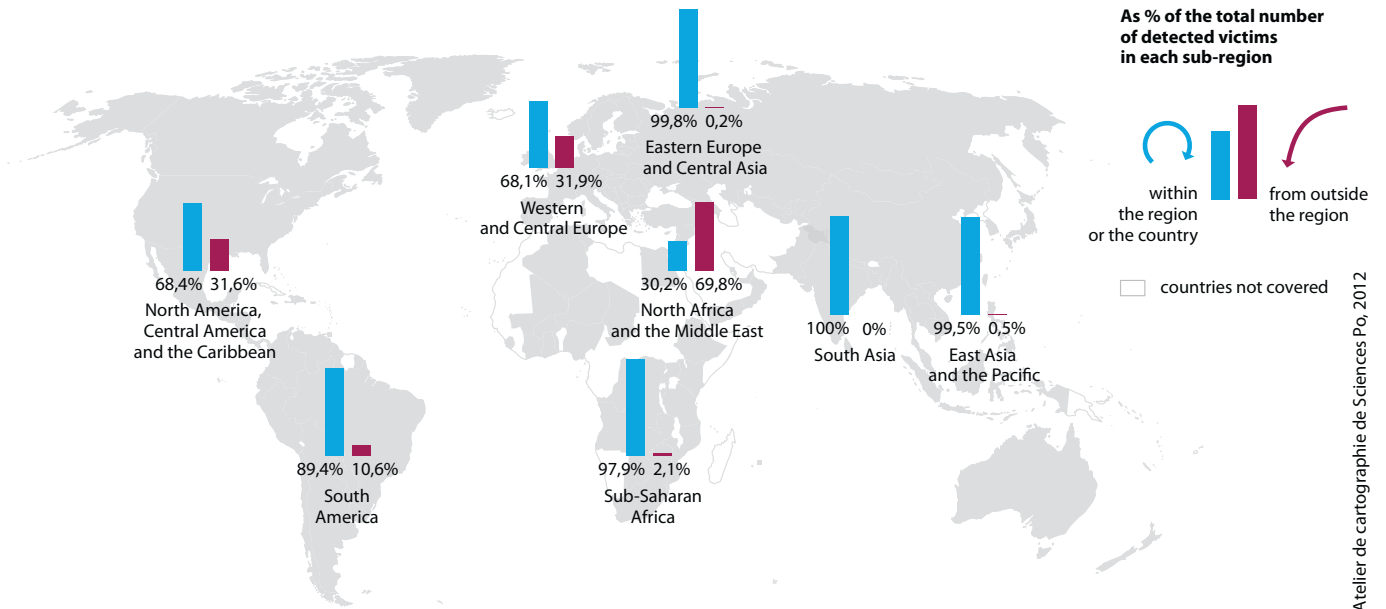 As % of the total number
of detected victims
in each sub-region
within
the region
or the country
from outside
the region
countries not covered
99,8% 0,2%
Eastern Europe
and Central Asia
68,1% 31,9%
Western
and Central Europe
68,4% 31,6%
North America,
Central America
and the Caribbean
30,2% 69,8%
North Africa
and the Middle East
100% 0%
South Asia
99,5% 0,5%
East Asia
and the Pacific
89,4% 10,6%
South
America
97,9% 2,1%
Sub-Saharan
Africa
Atelier de cartographie de Sciences Po, 2012